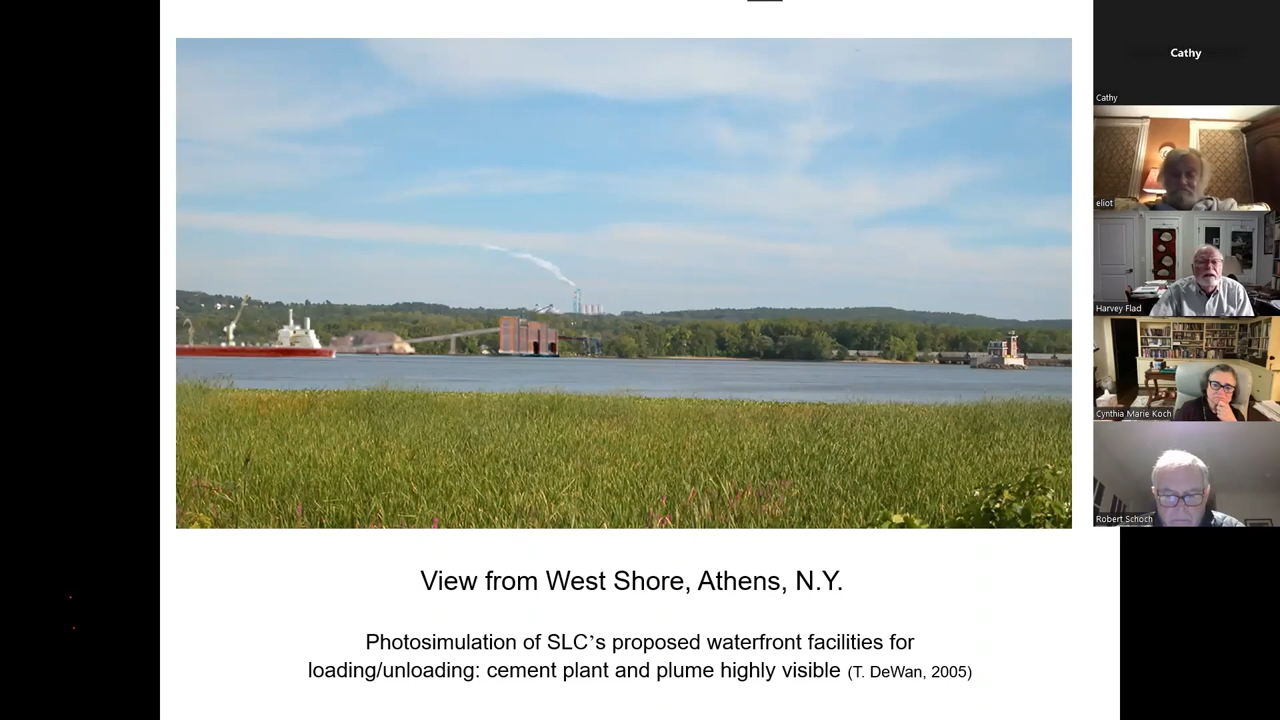 Cathy
Cathy
eliot
Harvey Flad
Cynthia Marie Koch
Robert Schoch
View from West Shore, Athens, N.Y.
Photosimulation of SLC’s proposed waterfront facilities for
loading/unloading: cement plant and plume highly visible (T. DeWan, 2005)